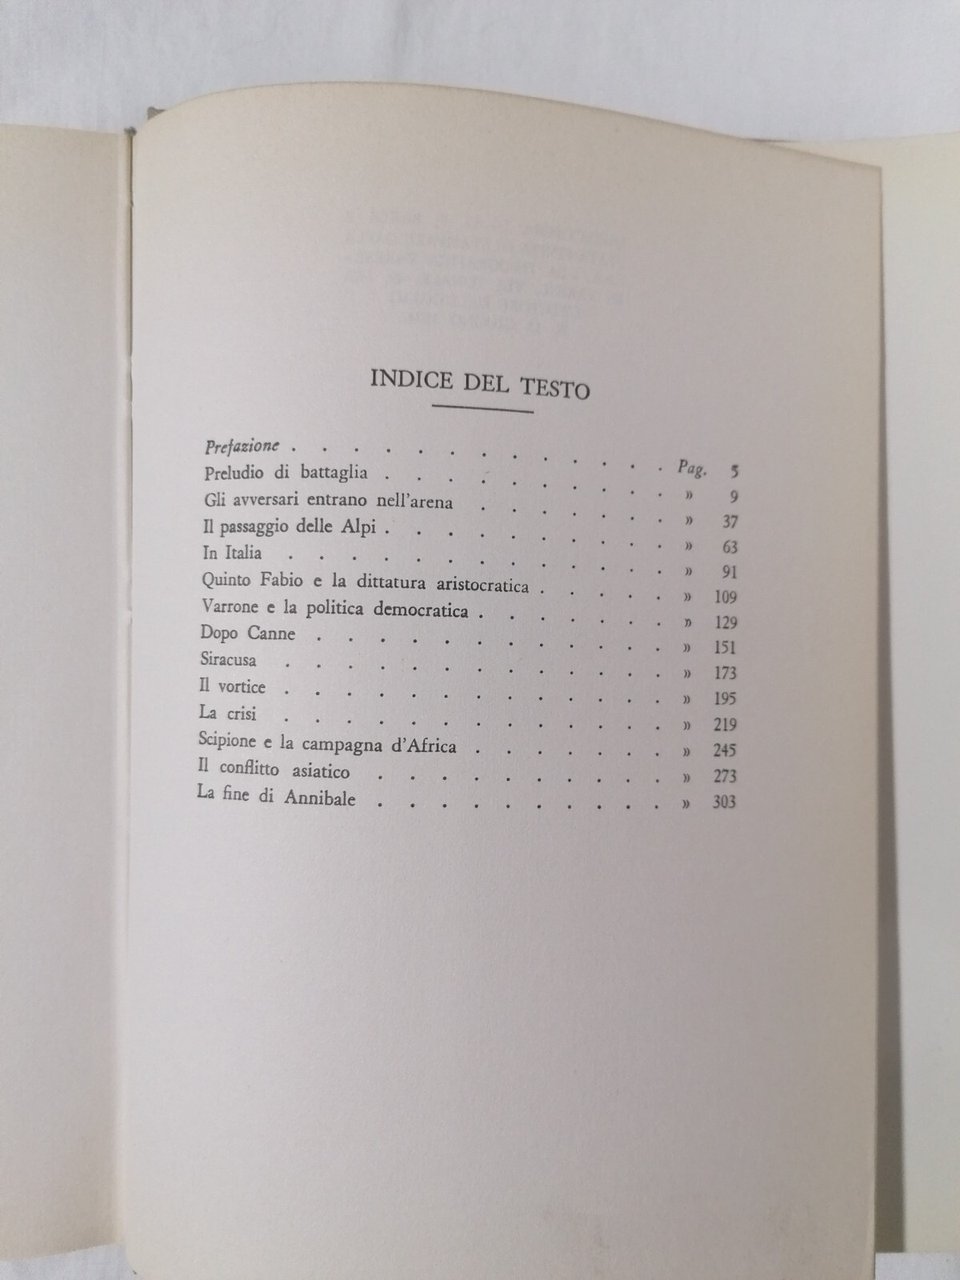 INDICE DEL TESTO
Prefazione . . . . . . . . . . . . Pag. 5
Preludio di battaglia . . . . . . . . . » 9
Gli avversari entrano nell'arena . . . . . . » 37
Il passaggio delle Alpi . . . . . . . . . » 63
In Italia . . . . . . . . . . . . » 91
Quinto Fabio e la dittatura aristocratica . . . . . » 109
Varrone e la politica democratica . . . . . . . » 129
Dopo Canne . . . . . . . . . . . » 151
Siracusa . . . . . . . . . . . . » 173
Il vortice . . . . . . . . . . . . » 195
La crisi . . . . . . . . . . . . » 219
Scipione e la campagna d'Africa . . . . . . » 245
Il conflitto asiatico . . . . . . . . . » 273
La fine di Annibale . . . . . . . . . » 303